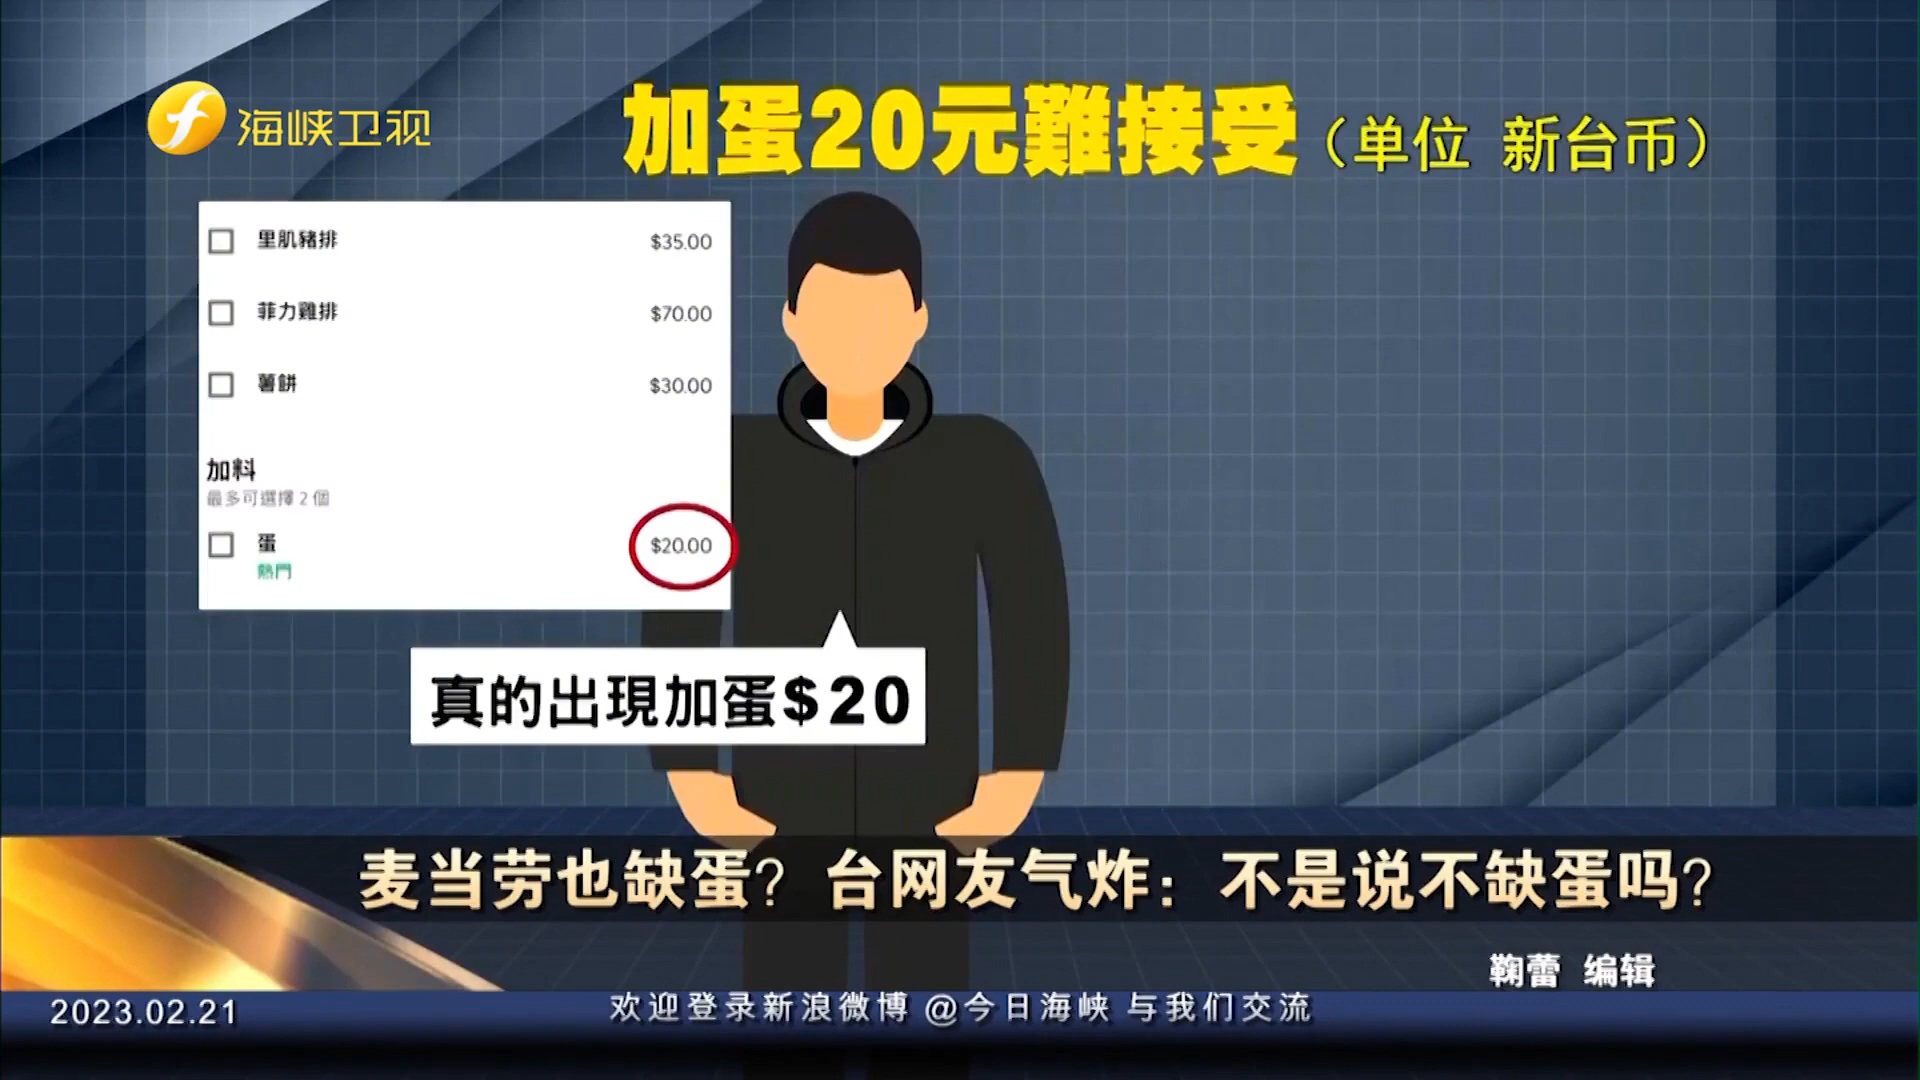 海峡卫视
加蛋20元難接受（单位 新台币）
里肌豬排 $35.00
菲力雞排 $70.00
薯餅 $30.00
加料
最多可選擇 2 個
蛋 $20.00
熱門
真的出現加蛋$20
麦当劳也缺蛋？台网友气炸：不是说不缺蛋吗？
鞠蕾 编辑
2023.02.21
欢迎登录新浪微博 @今日海峡 与我们交流